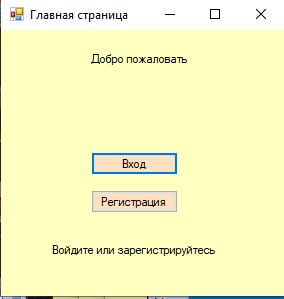 Главная страница
Добро пожаловать
Вход
Регистрация
Войдите или зарегистрируйтесь